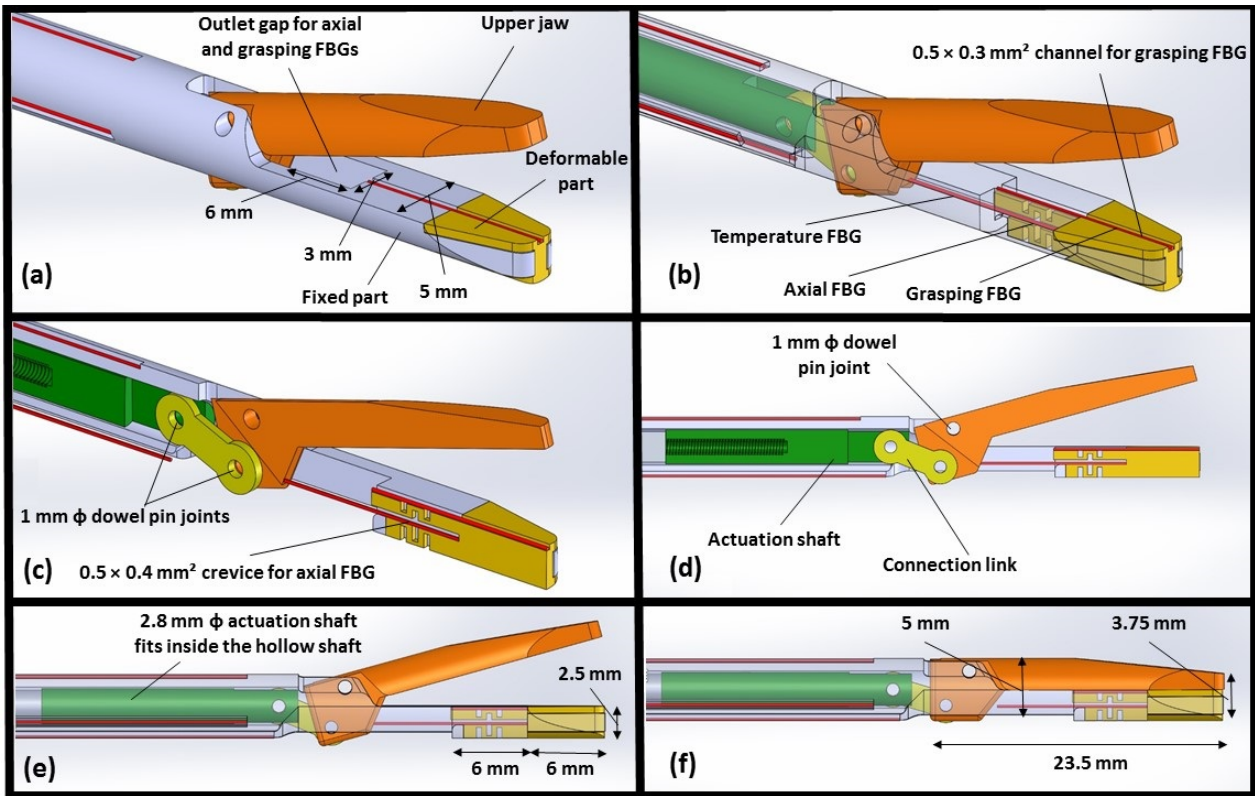 Outlet gap for axial
and grasping FBGs
Upper jaw
Deformable
part
6 mm
3 mm
5 mm
Fixed part
(a)
0.5 × 0.3 mm² channel for grasping FBG
Temperature FBG
Axial FBG
Grasping FBG
(b)
1 mm ϕ dowel pin joints
0.5 × 0.4 mm² crevice for axial FBG
(c)
1 mm ϕ dowel
pin joint
Actuation shaft
Connection link
(d)
2.8 mm ϕ actuation shaft
fits inside the hollow shaft
2.5 mm
6 mm
6 mm
(e)
5 mm
3.75 mm
23.5 mm
(f)